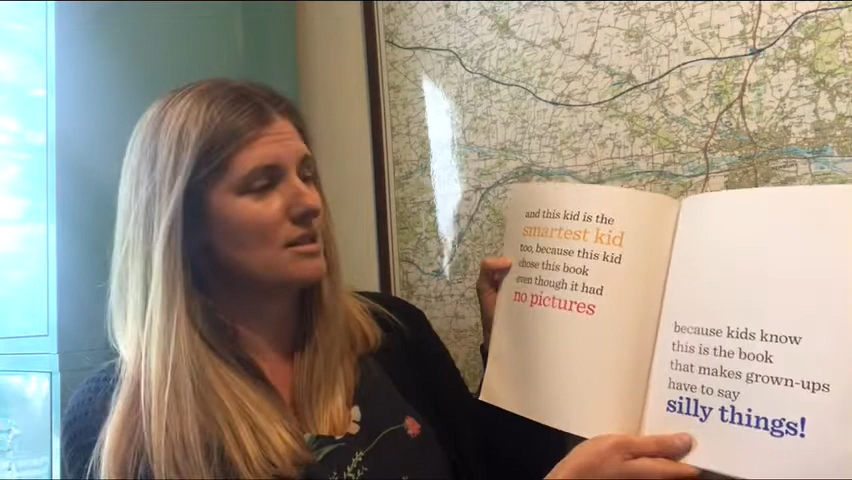 and this kid is the
smartest kid
too, because this kid
chose this book
even though it had
no pictures
because kids know
this is the book
that makes grown-ups
have to say
silly things!